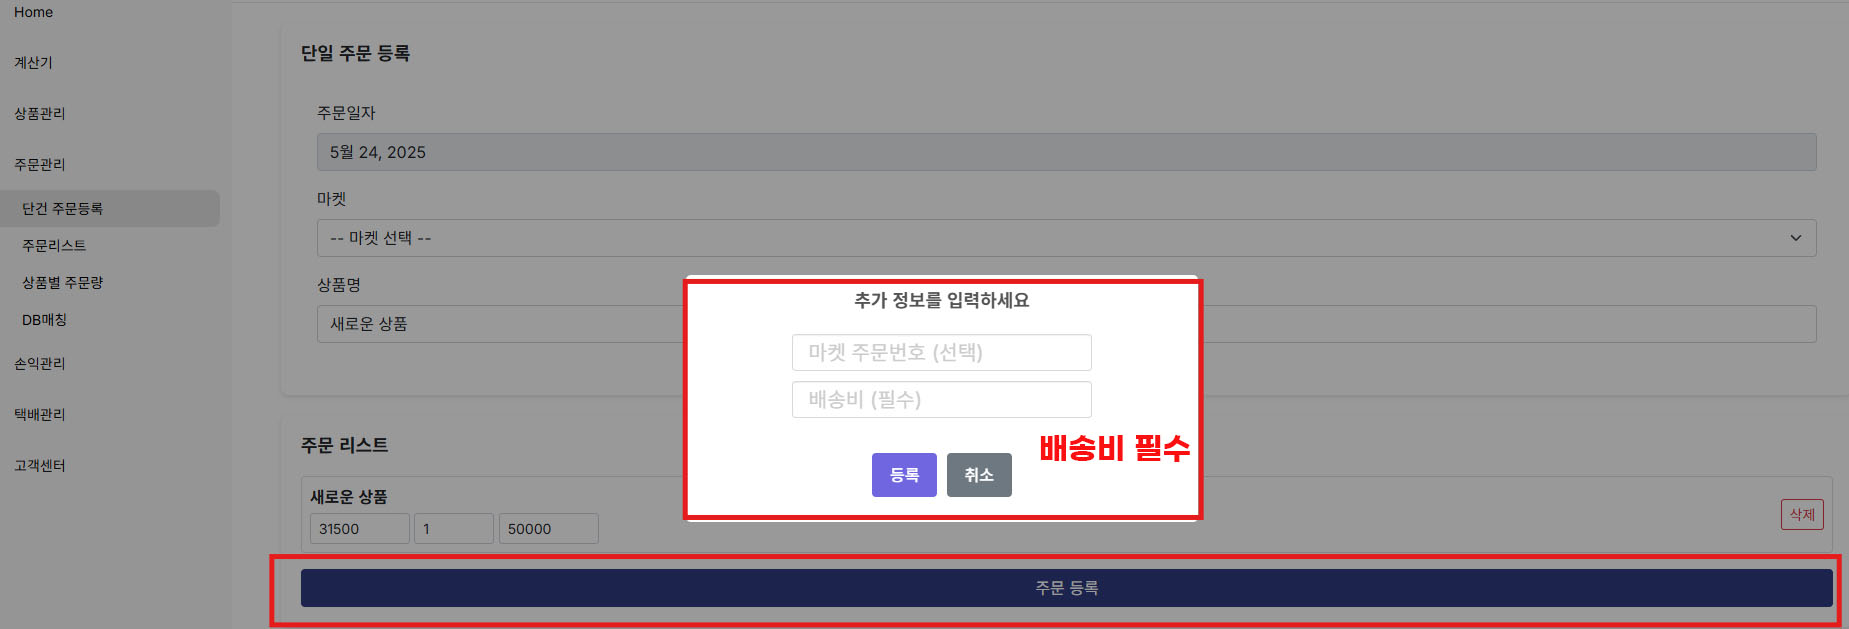 Home
계산기
상품관리
주문관리
단건 주문등록
주문리스트
상품별 주문량
DB매칭
손익관리
택배관리
고객센터
단일 주문 등록
주문일자
5월 24, 2025
마켓
-- 마켓 선택 --
상품명
새로운 상품
추가 정보를 입력하세요
마켓 주문번호 (선택)
배송비 (필수)
배송비 필수
등록 취소
주문 리스트
새로운 상품
31500 1 50000
삭제
주문 등록